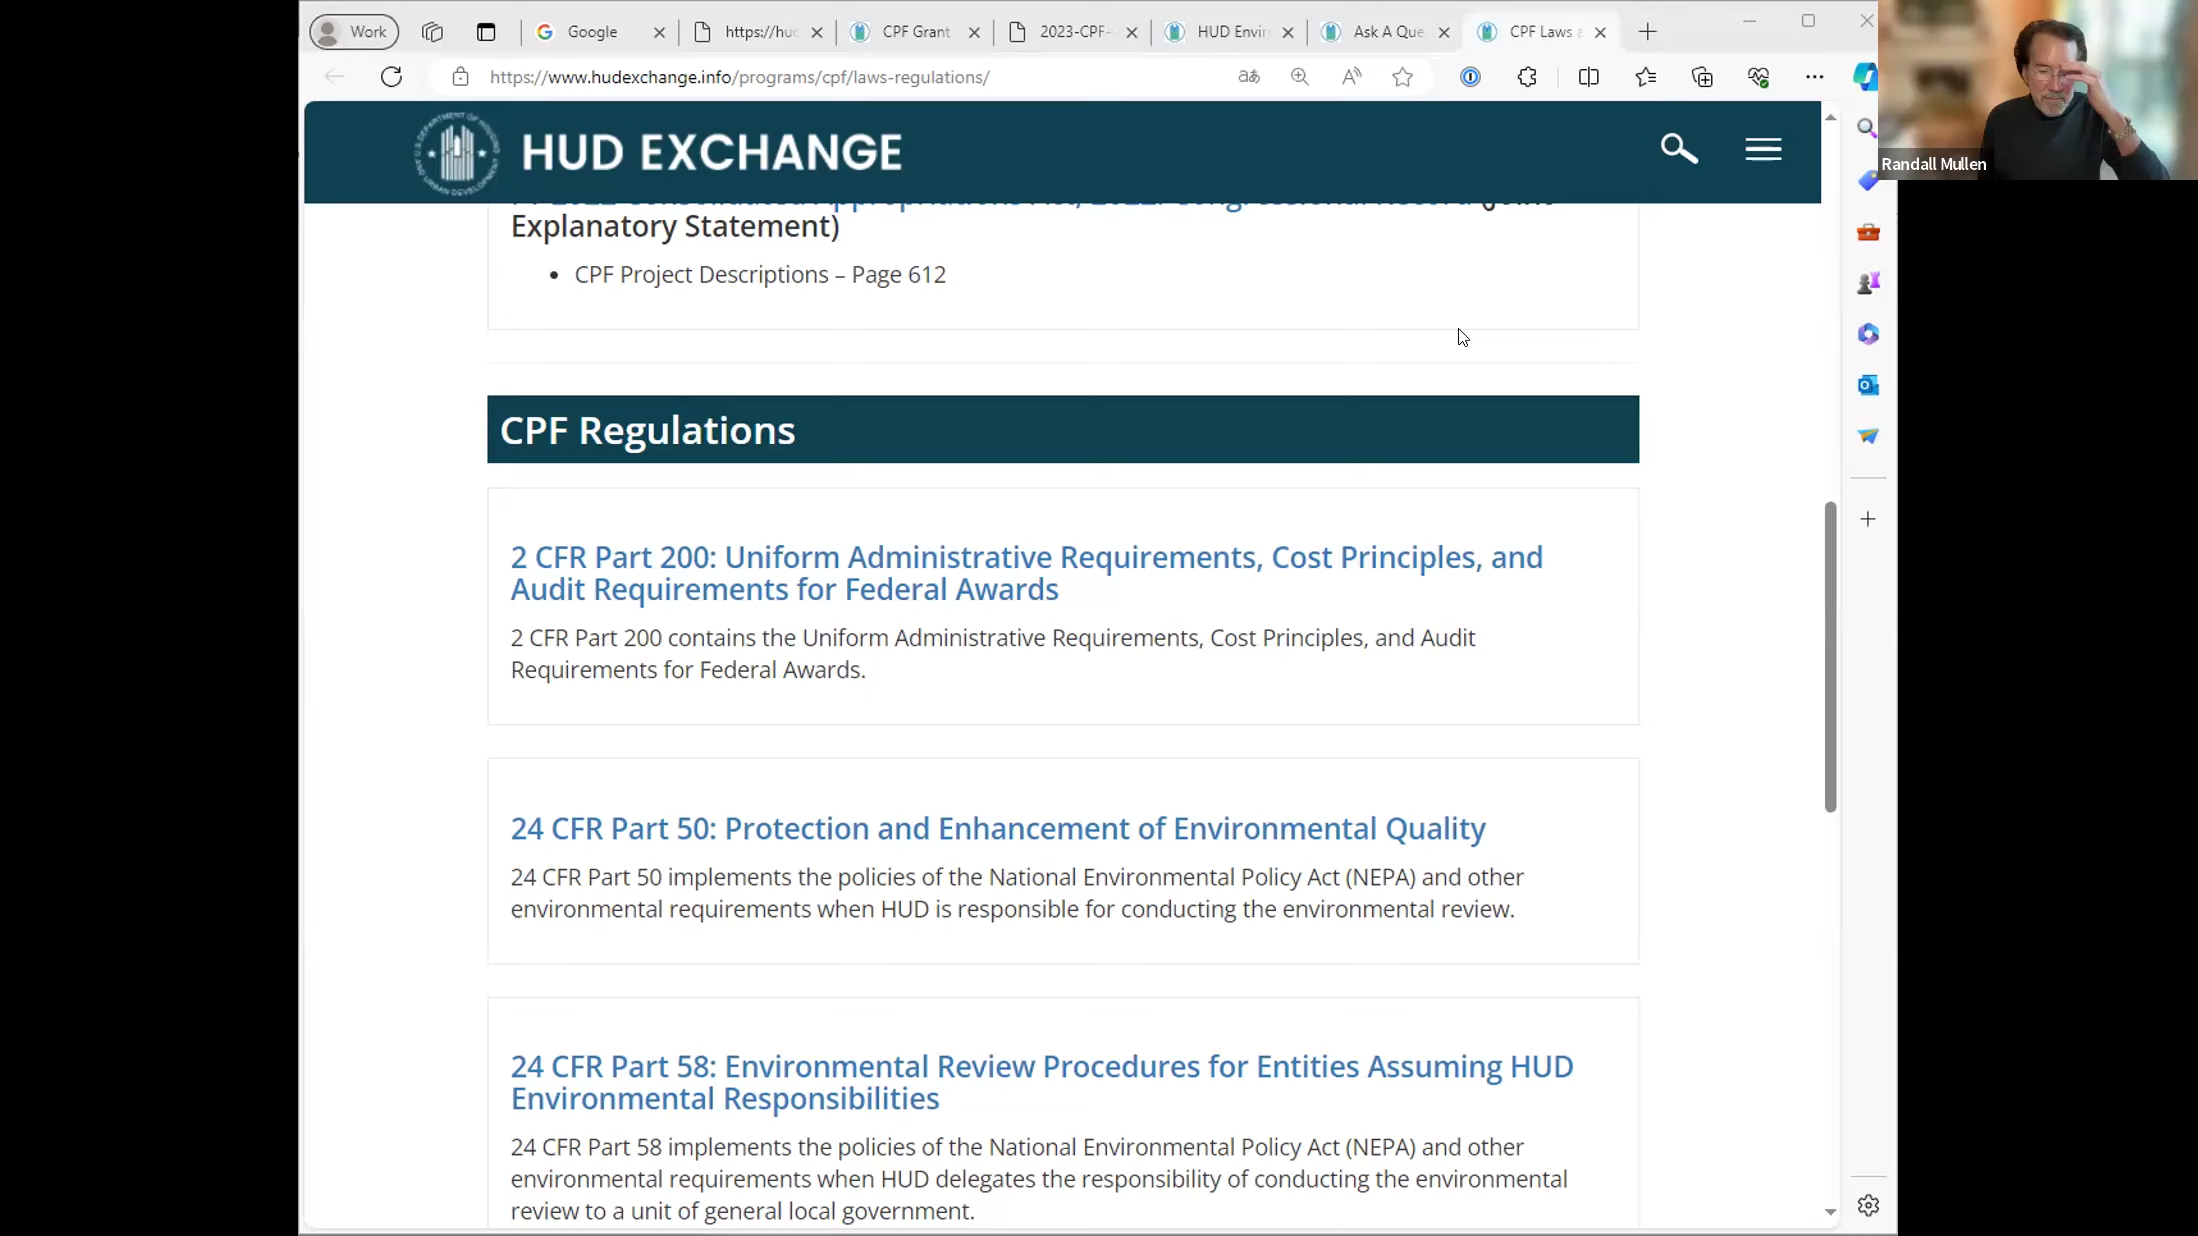 Work
Google
https://huc
CPF Grant
2023-CPF-
HUD Envir
Ask A Que
CPF Laws a
https://www.hudexchange.info/programs/cpf/laws-regulations/
HUD EXCHANGE
Randall Mullen
Explanatory Statement)
• CPF Project Descriptions – Page 612
CPF Regulations
2 CFR Part 200: Uniform Administrative Requirements, Cost Principles, and
Audit Requirements for Federal Awards
2 CFR Part 200 contains the Uniform Administrative Requirements, Cost Principles, and Audit
Requirements for Federal Awards.
24 CFR Part 50: Protection and Enhancement of Environmental Quality
24 CFR Part 50 implements the policies of the National Environmental Policy Act (NEPA) and other
environmental requirements when HUD is responsible for conducting the environmental review.
24 CFR Part 58: Environmental Review Procedures for Entities Assuming HUD
Environmental Responsibilities
24 CFR Part 58 implements the policies of the National Environmental Policy Act (NEPA) and other
environmental requirements when HUD delegates the responsibility of conducting the environmental
review to a unit of general local government.